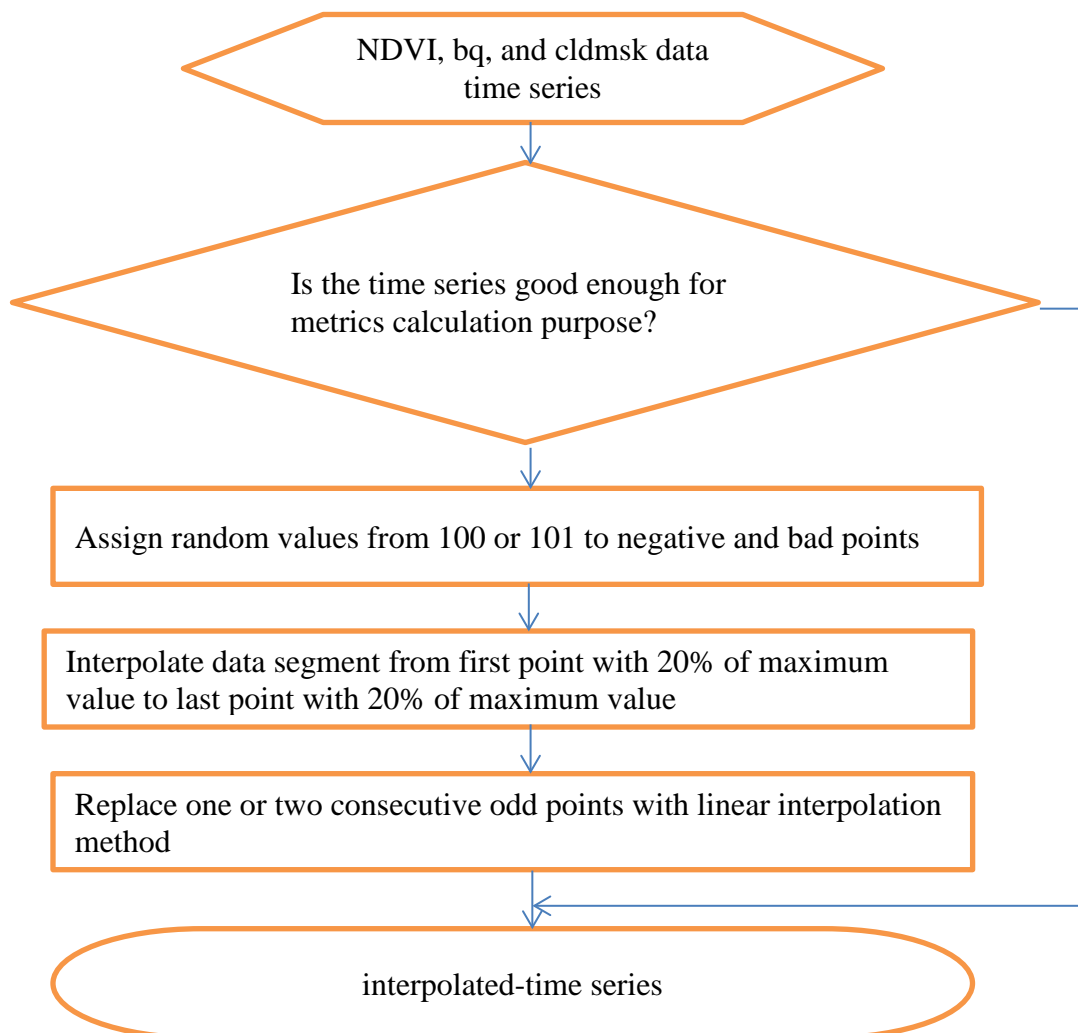 NDVI, bq, and cldmsk data
time series
Is the time series good enough for
metrics calculation purpose?
Assign random values from 100 or 101 to negative and bad points
Interpolate data segment from first point with 20% of maximum
value to last point with 20% of maximum value
Replace one or two consecutive odd points with linear interpolation
method
interpolated-time series